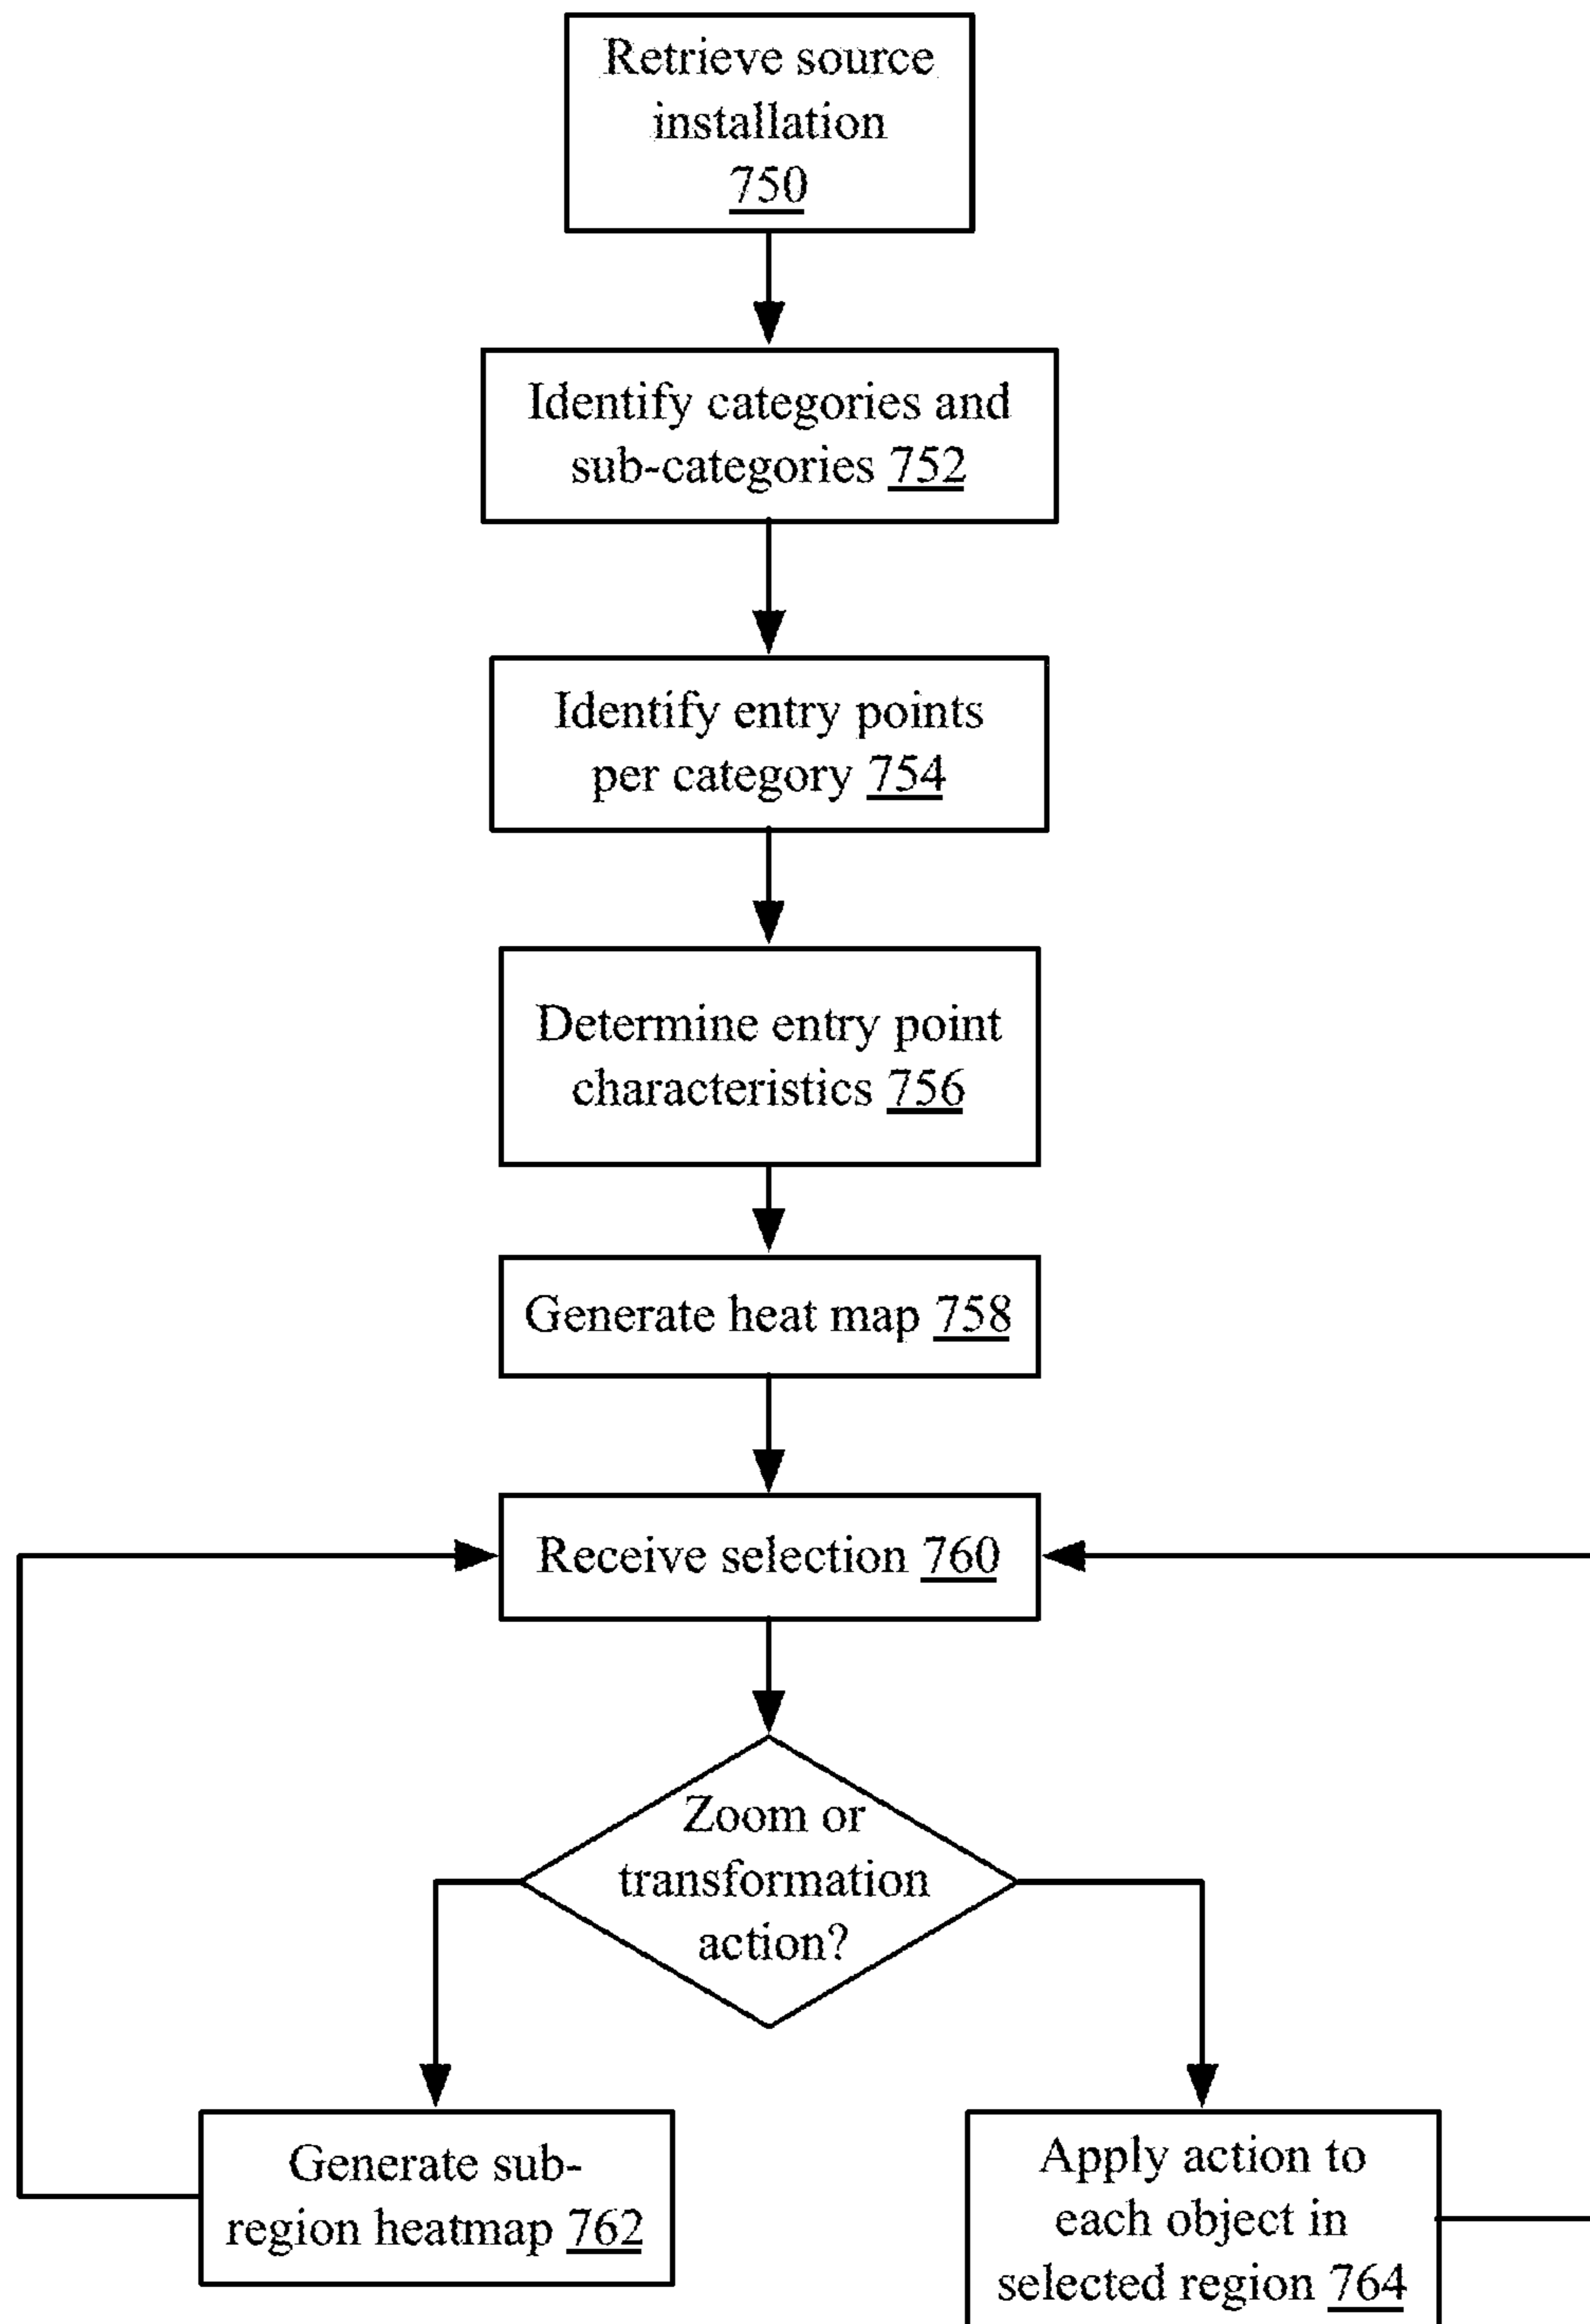 Retrieve source
installation
750
Identify categories and
sub-categories 752
Identify entry points
per category 754
Determine entry point
characteristics 756
Generate heat map 758
Receive selection 760
Zoom or
transformation
action?
Generate sub-
region heatmap 762
Apply action to
each object in
selected region 764